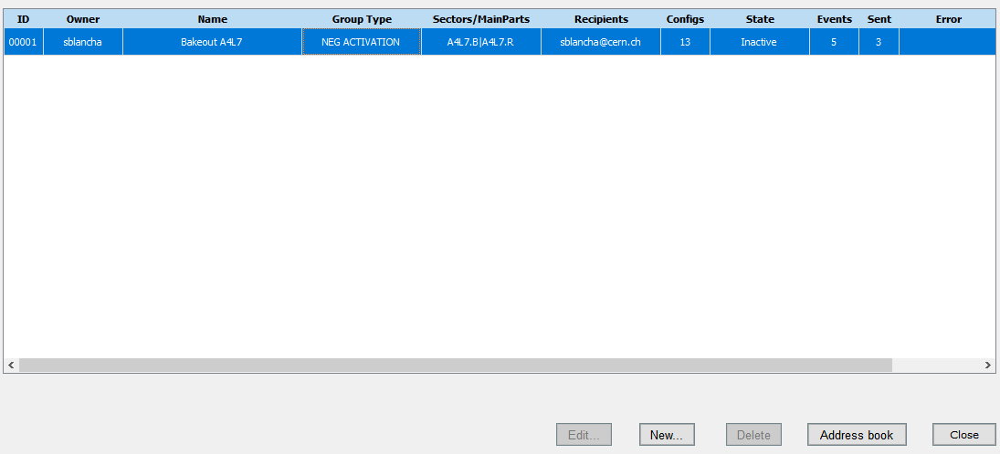 ID Owner Name Group Type Sectors/MainParts Recipients Configs State Events Sent Error
00001 sblancha Bakeout A4L7 NEG ACTIVATION A4L7.B|A4L7.R sblancha@cern.ch 13 Inactive 5 3
Edit... New... Delete Address book Close